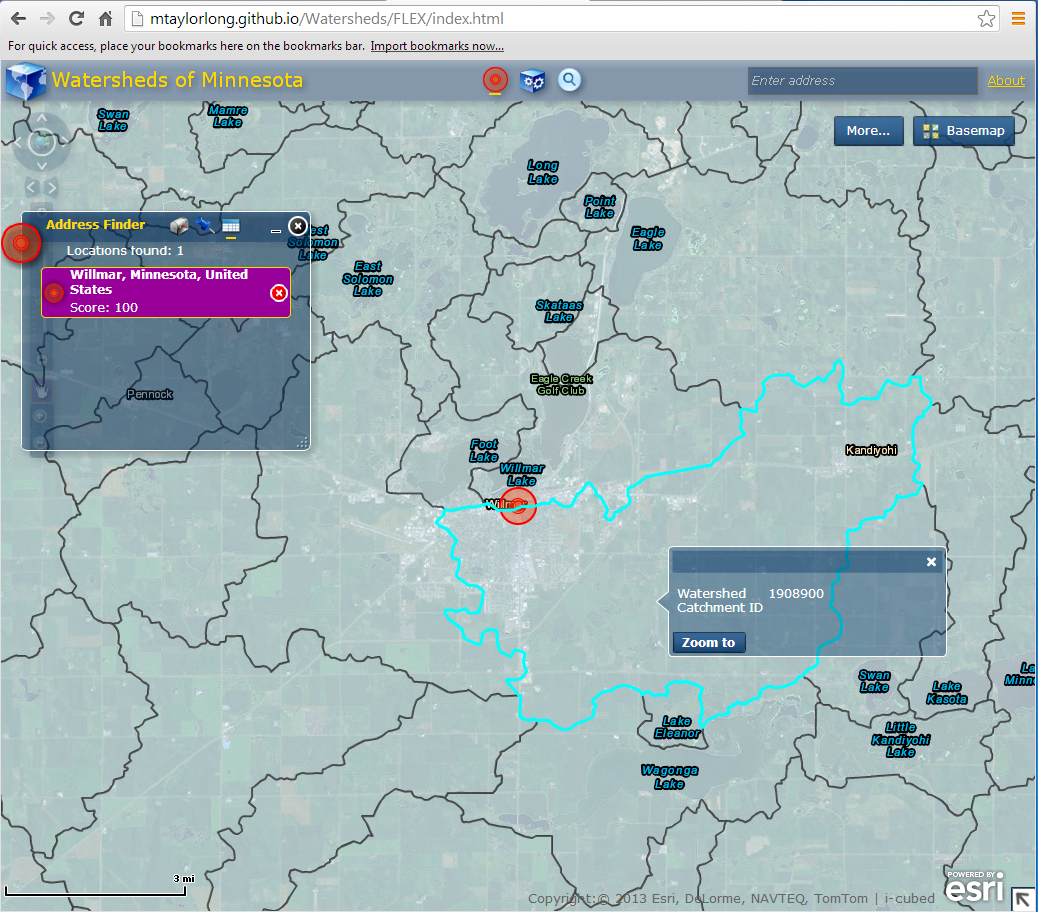 mtaylorlong.github.io/Watersheds/FLEX/index.html
For quick access, place your bookmarks here on the bookmarks bar. Import bookmarks now...
Watersheds of Minnesota
Enter address
About
More...
Basemap
Swan
Lake
Mamre
Lake
Long
Lake
Point
Lake
Eagle
Lake
Address Finder
Locations found: 1
Willmar, Minnesota, United
States
Score: 100
Solomon
Lake
East
Solomon
Lake
Skataas
Lake
Pennock
Eagle Creek
Golf Club
Foot
Lake
Willmar
Lake
Kandiyohi
Watershed 1908900
Catchment ID
Zoom to
Swan
Lake
Lake
Kasota
Lake
Eleanor
Little
Kandiyohi
Lake
Wagonga
Lake
3 mi
POWERED BY
esri
Copyright:© 2013 Esri, DeLorme, NAVTEQ, TomTom | i-cubed